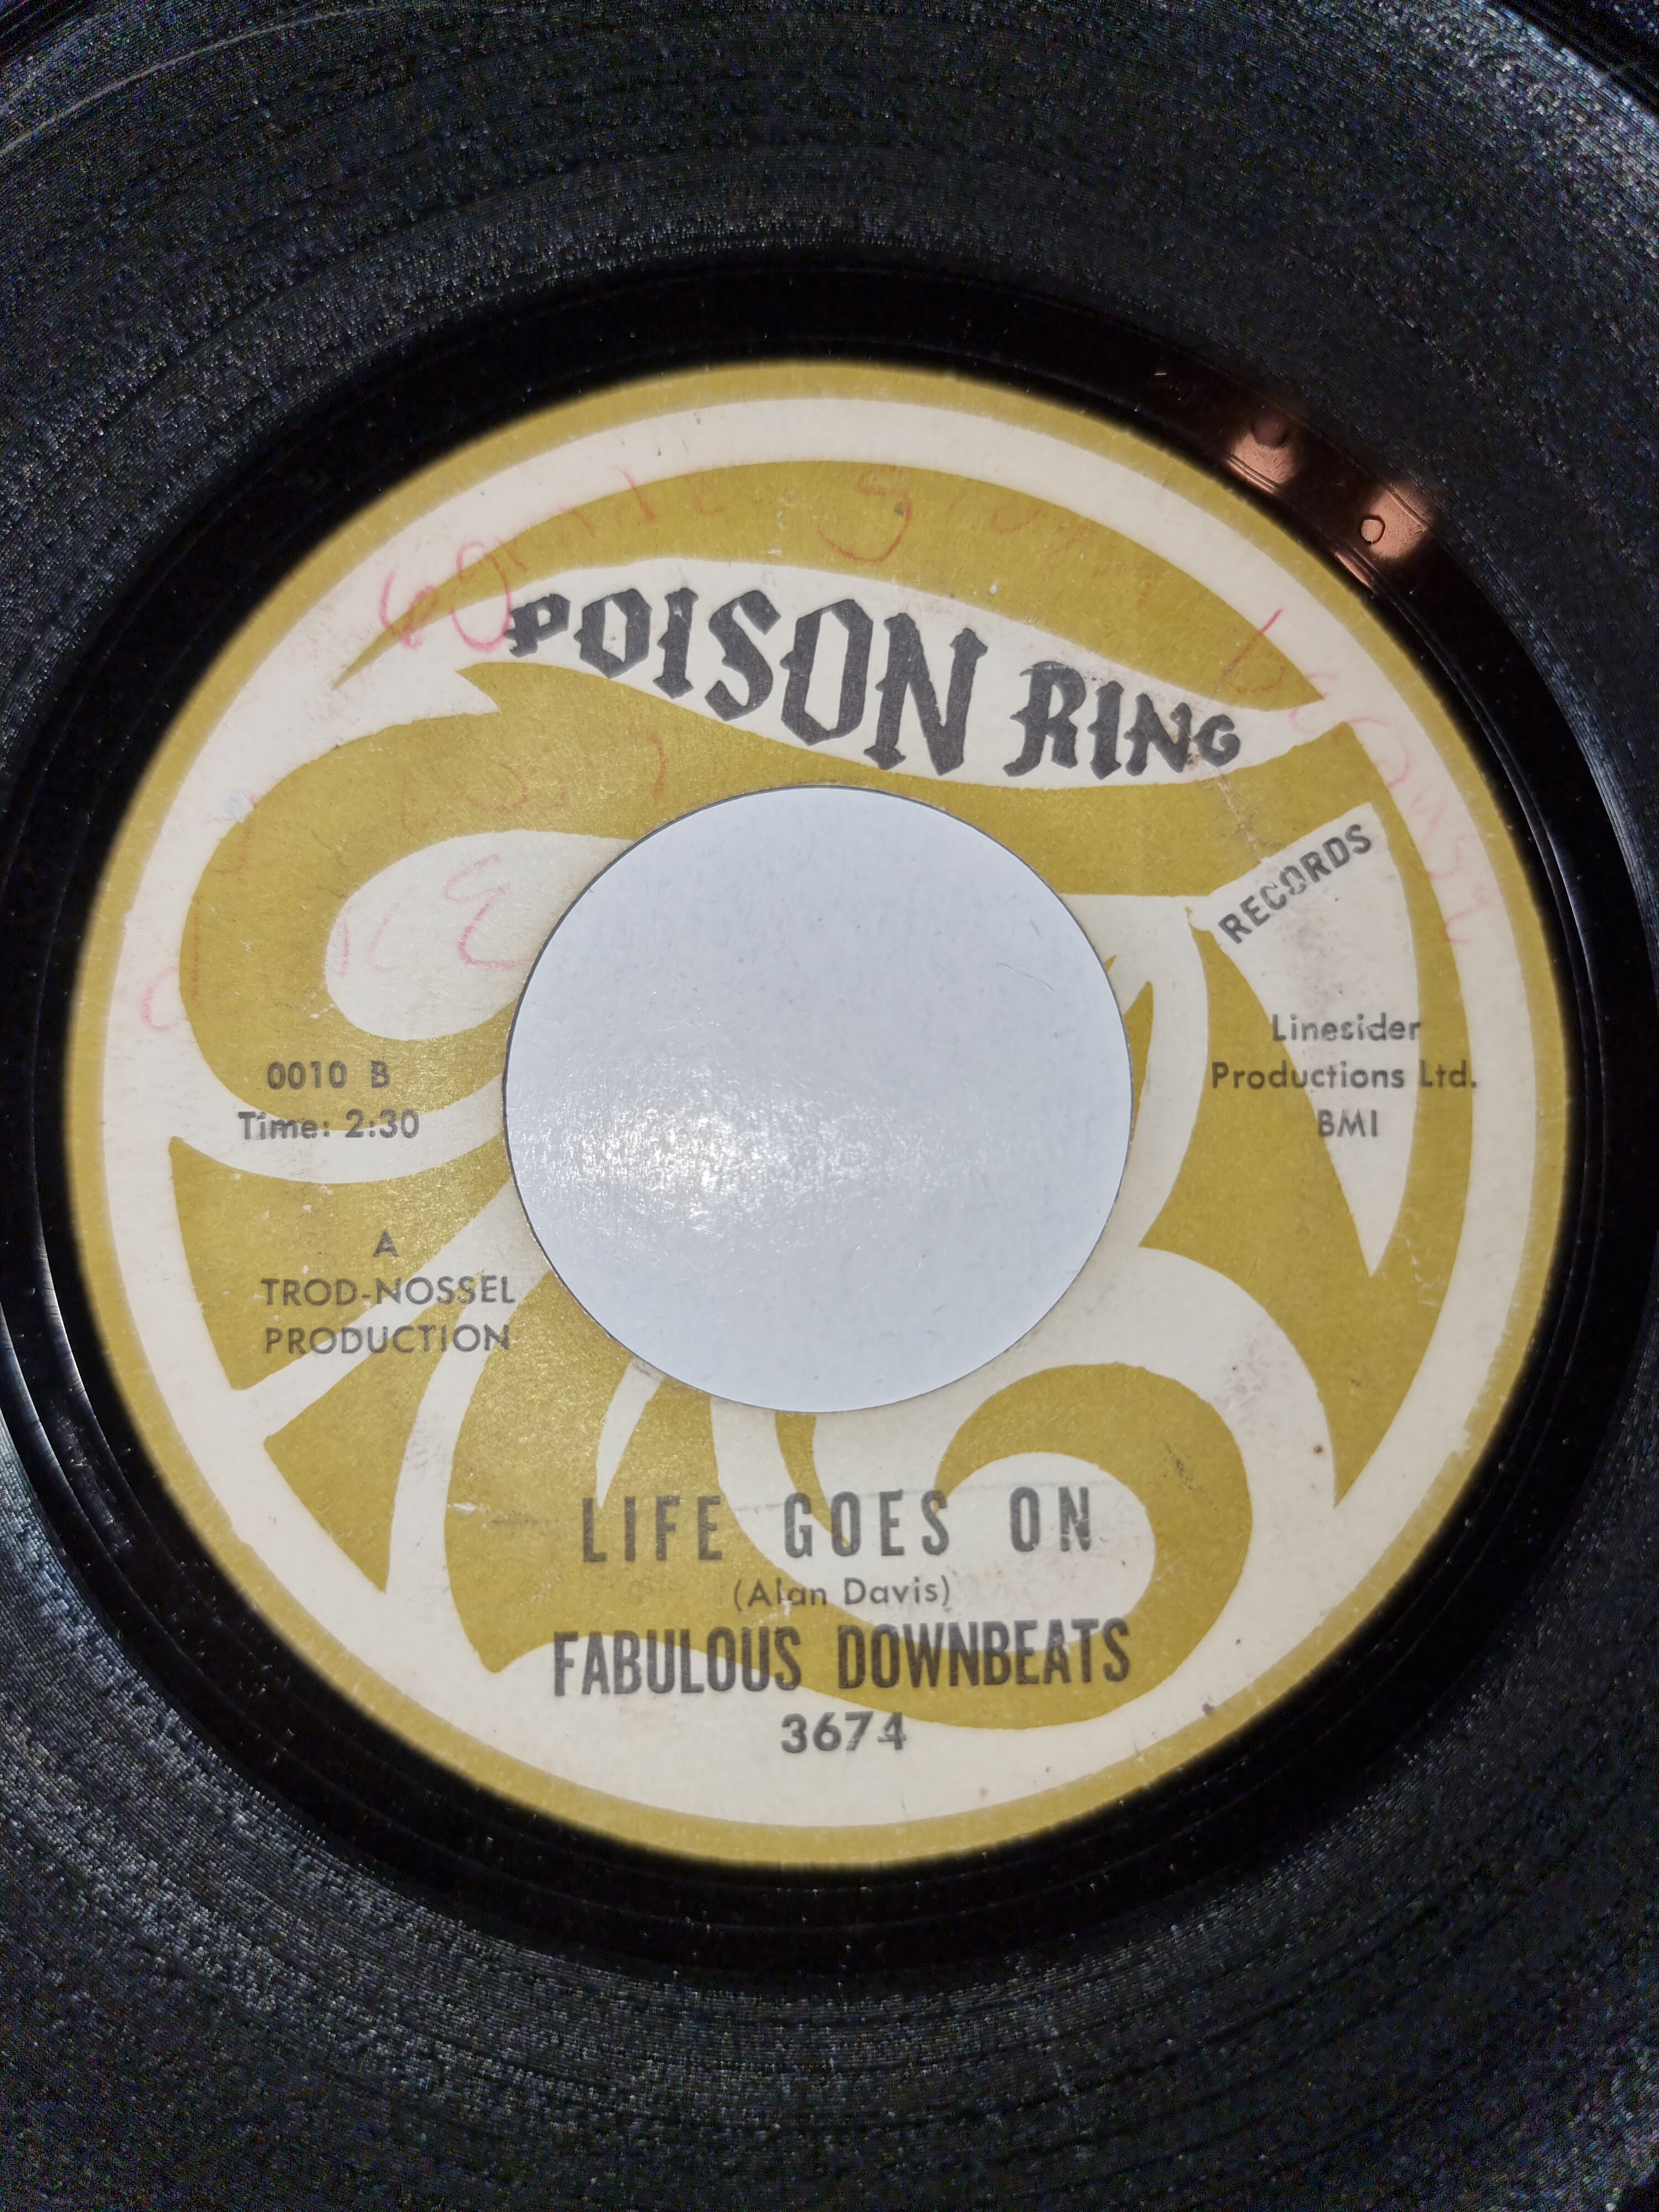 POISON RING
RECORDS
0010 B
Time: 2:30
Linesider
Productions Ltd.
BMI
A
TROD-NOSSEL
PRODUCTION
LIFE GOES ON
(Alan Davis)
FABULOUS DOWNBEATS
3674